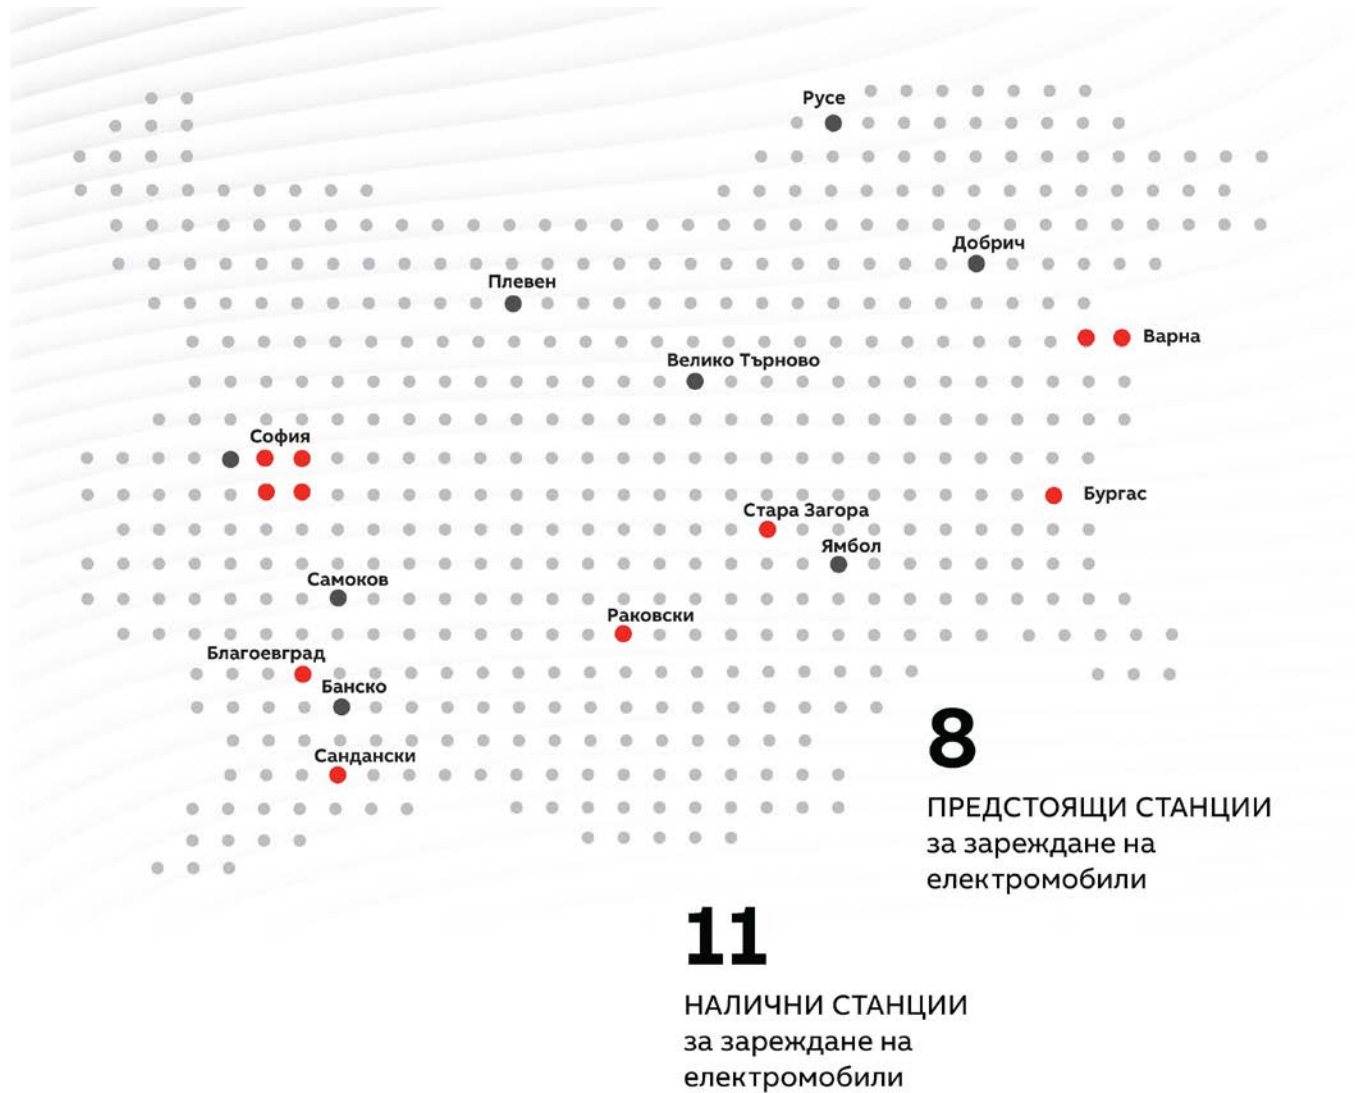 Русе
Добрич
Плевен
Варна
Велико Търново
София
Бургас
Стара Загора
Ямбол
Самоков
Раковски
Благоевград
Банско
Сандански
8
ПРЕДСТОЯЩИ СТАНЦИИ
за зареждане на
електромобили
11
НАЛИЧНИ СТАНЦИИ
за зареждане на
електромобили